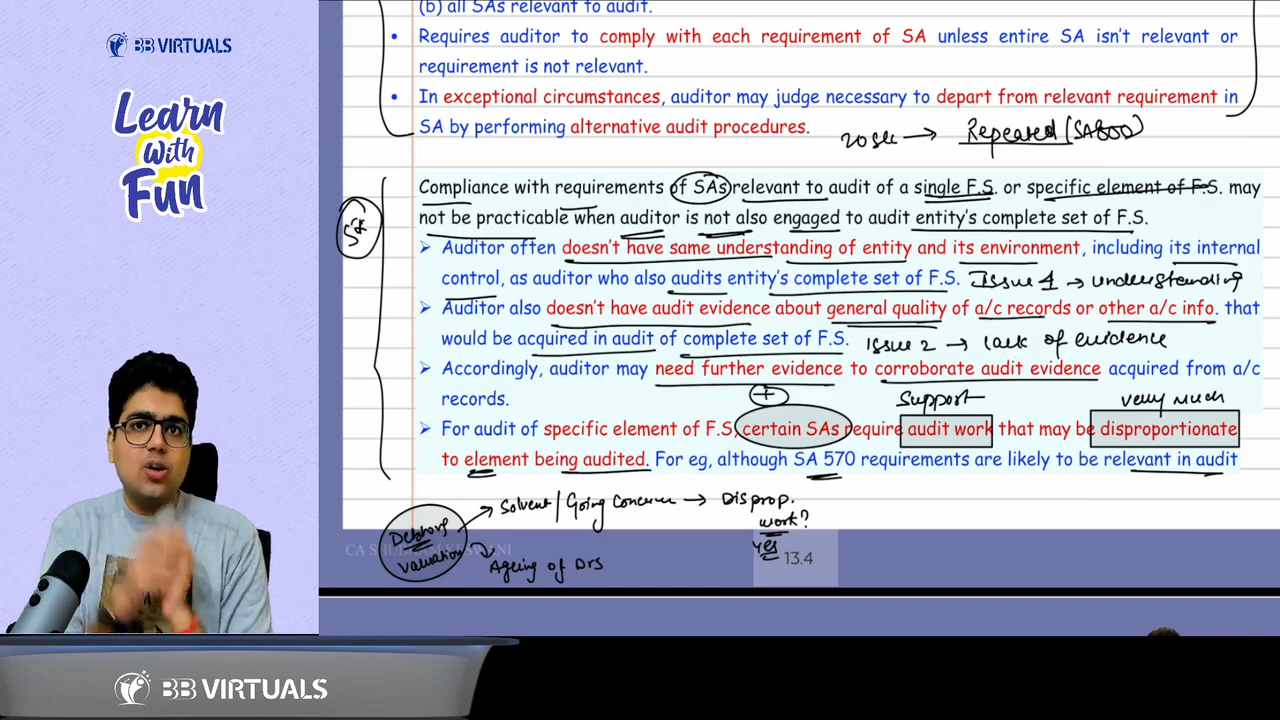 BB VIRTUALS
Learn
With
Fun
(b) all SAs relevant to audit.
• Requires auditor to comply with each requirement of SA unless entire SA isn't relevant or
requirement is not relevant.
• In exceptional circumstances, auditor may judge necessary to depart from relevant requirement in
SA by performing alternative audit procedures.
20 sec → Repeated (SA800)
Compliance with requirements of SAs relevant to audit of a single F.S. or specific element of F.S. may
not be practicable when auditor is not also engaged to audit entity's complete set of F.S.
➢ Auditor often doesn't have same understanding of entity and its environment, including its internal
control, as auditor who also audits entity's complete set of F.S. Issue 1 → understanding
➢ Auditor also doesn't have audit evidence about general quality of a/c records or other a/c info. that
would be acquired in audit of complete set of F.S. Issue 2 → lack of evidence
➢ Accordingly, auditor may need further evidence to corroborate audit evidence acquired from a/c
records.
+ Support very much
➢ For audit of specific element of F.S, certain SAs require audit work that may be disproportionate
to element being audited. For eg, although SA 570 requirements are likely to be relevant in audit
Solvent/Going Concern → Disprop.
work?
Yes
Debtors
Valuation
Ageing of Drs
13.4
BB VIRTUALS